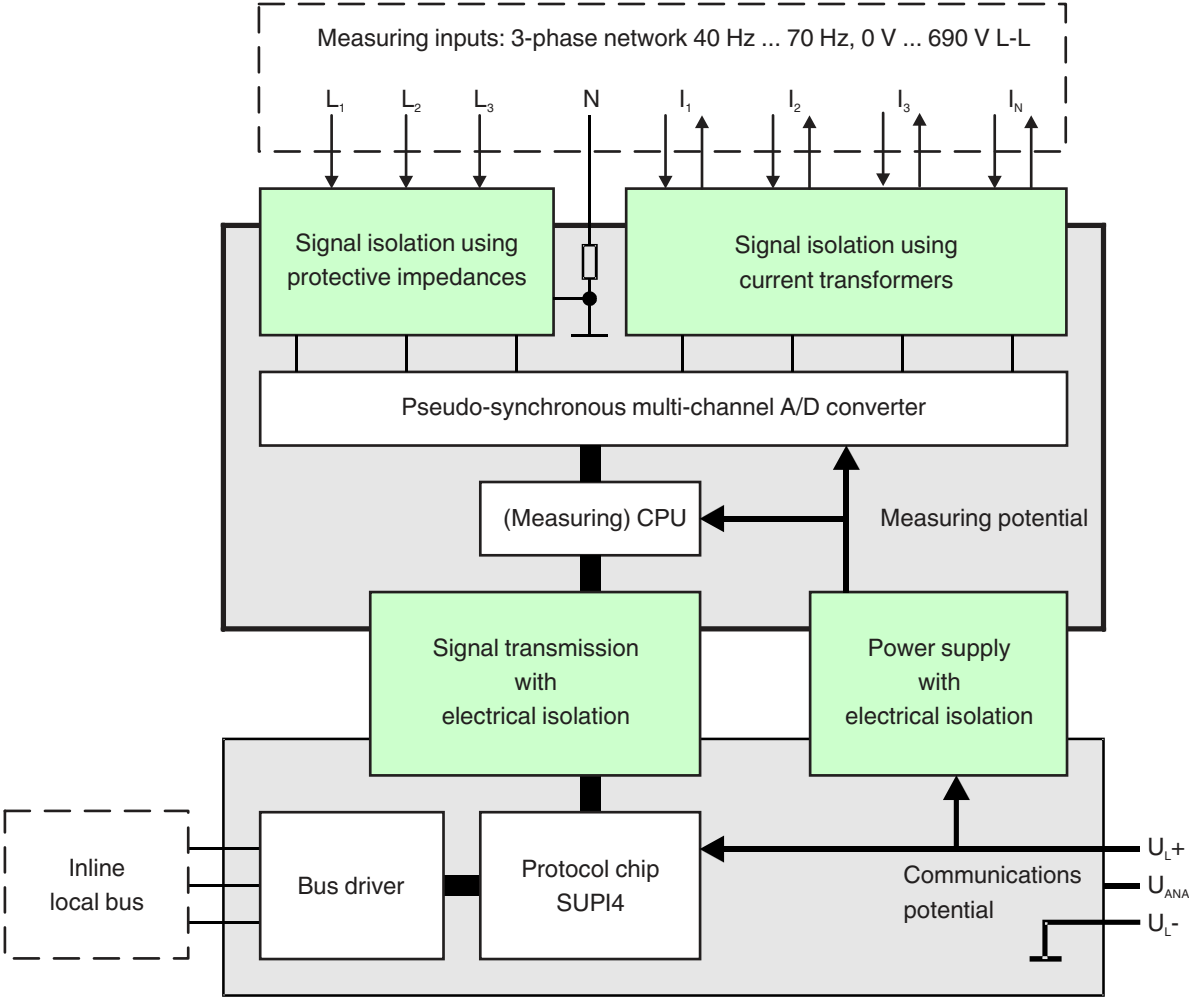 Measuring inputs: 3-phase network 40 Hz ... 70 Hz, 0 V ... 690 V L-L
L1 L2 L3 N I1 I2 I3 IN
Signal isolation using
protective impedances
Signal isolation using
current transformers
Pseudo-synchronous multi-channel A/D converter
(Measuring) CPU
Measuring potential
Signal transmission
with
electrical isolation
Power supply
with
electrical isolation
Inline
local bus
Bus driver
Protocol chip
SUPI4
Communications
potential
UL+
UANA
UL-